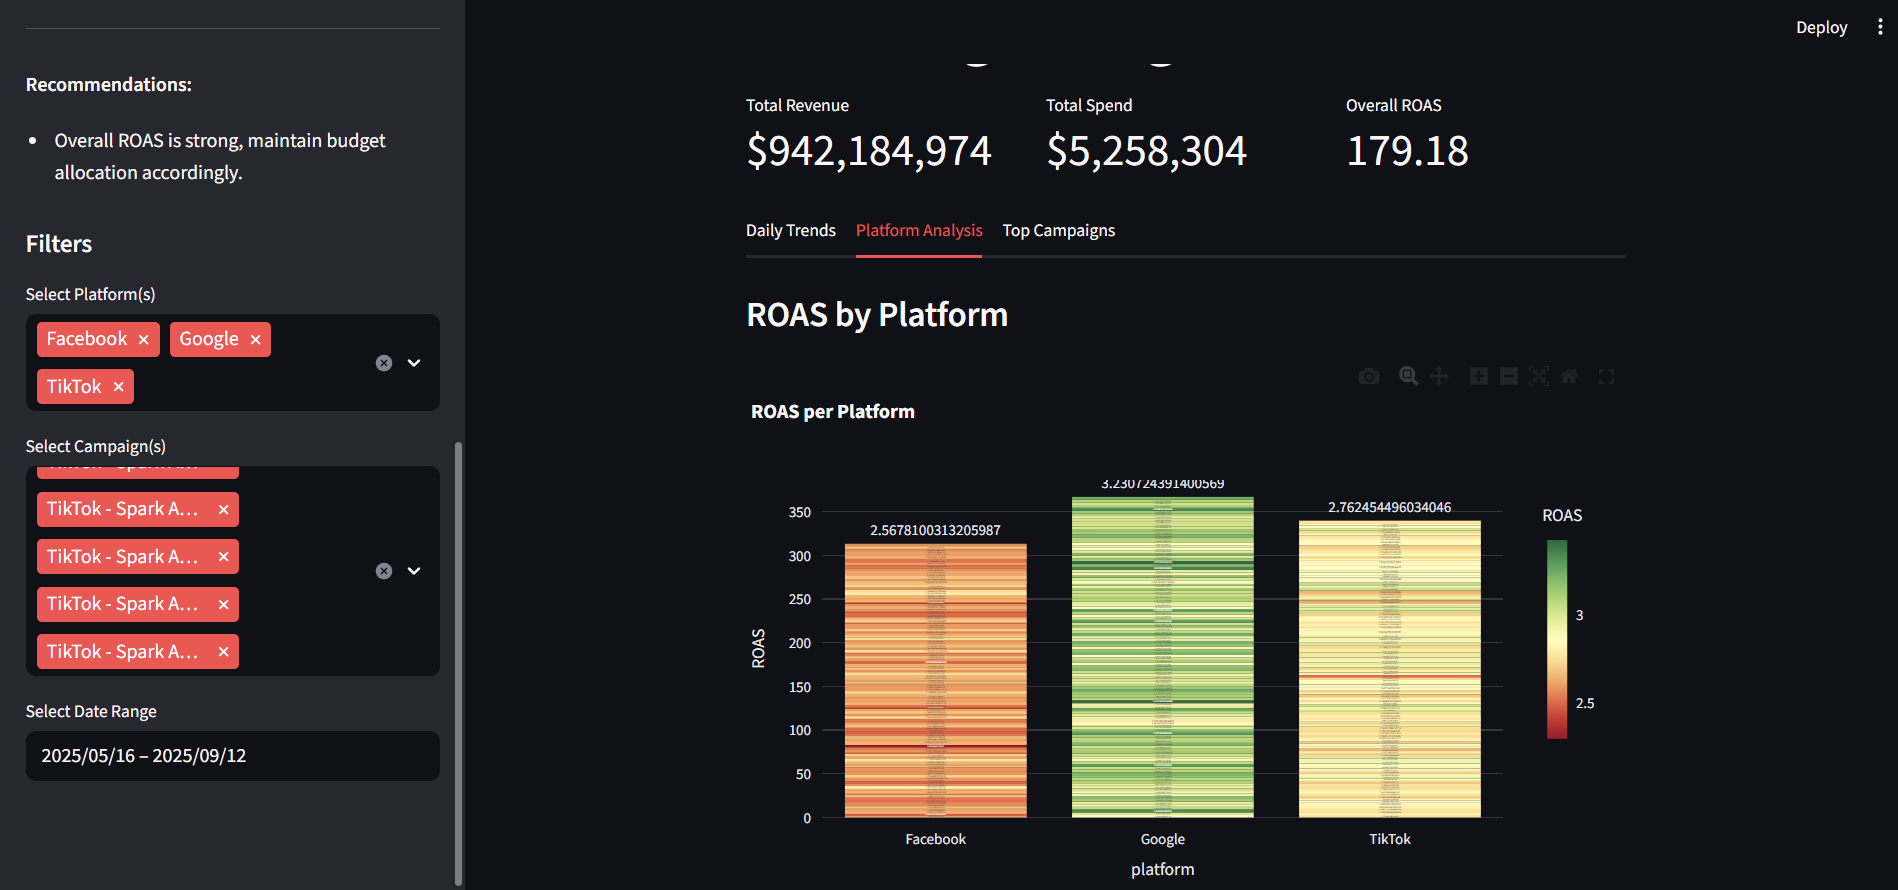 Deploy
Recommendations:
Overall ROAS is strong, maintain budget
allocation accordingly.
Filters
Select Platform(s)
Facebook
Google
TikTok
Select Campaign(s)
TikTok - Spark A...
TikTok - Spark A...
TikTok - Spark A...
TikTok - Spark A...
Select Date Range
2025/05/16 – 2025/09/12
Total Revenue
$942,184,974
Total Spend
$5,258,304
Overall ROAS
179.18
Daily Trends
Platform Analysis
Top Campaigns
ROAS by Platform
ROAS per Platform
3.230724391400569
2.762454496034046
2.5678100313205987
350
300
250
200
150
100
50
0
ROAS
Facebook
Google
TikTok
platform
ROAS
3
2.5